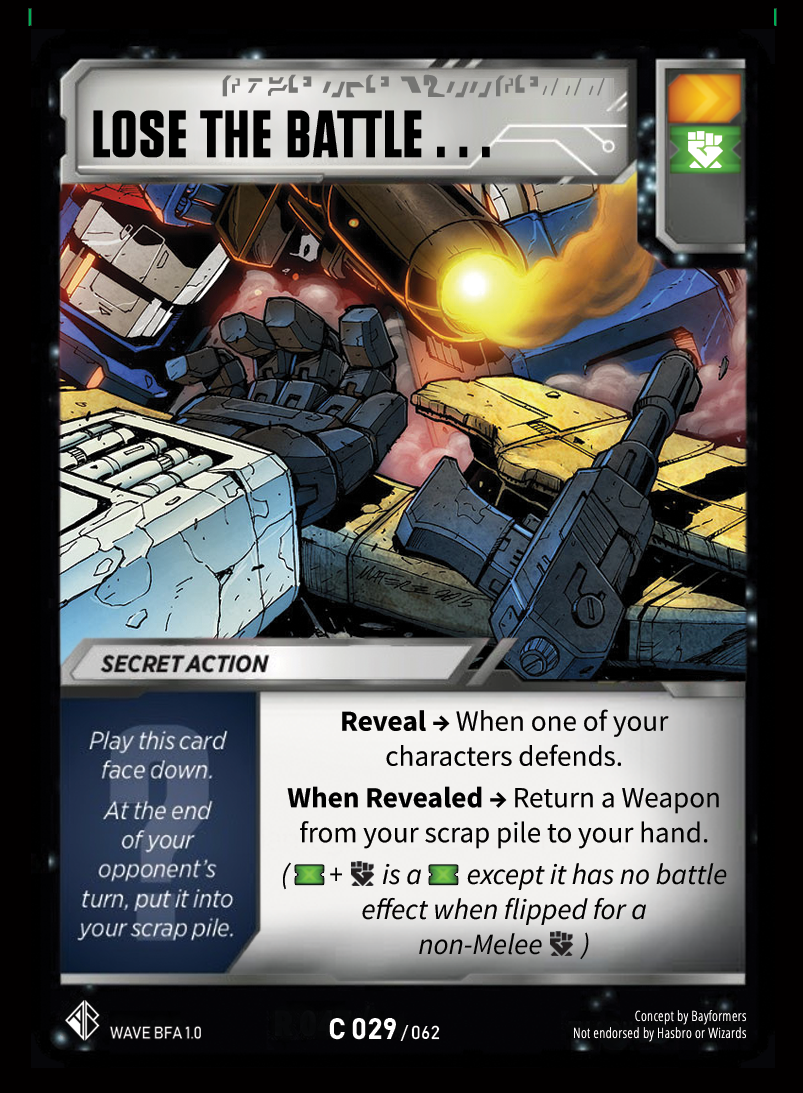 LOSE THE BATTLE . . .
SECRET ACTION
Play this card
face down.
At the end
of your
opponent's
turn, put it into
your scrap pile.
Reveal → When one of your
characters defends.
When Revealed → Return a Weapon
from your scrap pile to your hand.
( + is a except it has no battle
effect when flipped for a
non-Melee )
WAVE BFA 1.0
C 029 / 062
Concept by Bayformers
Not endorsed by Hasbro or Wizards